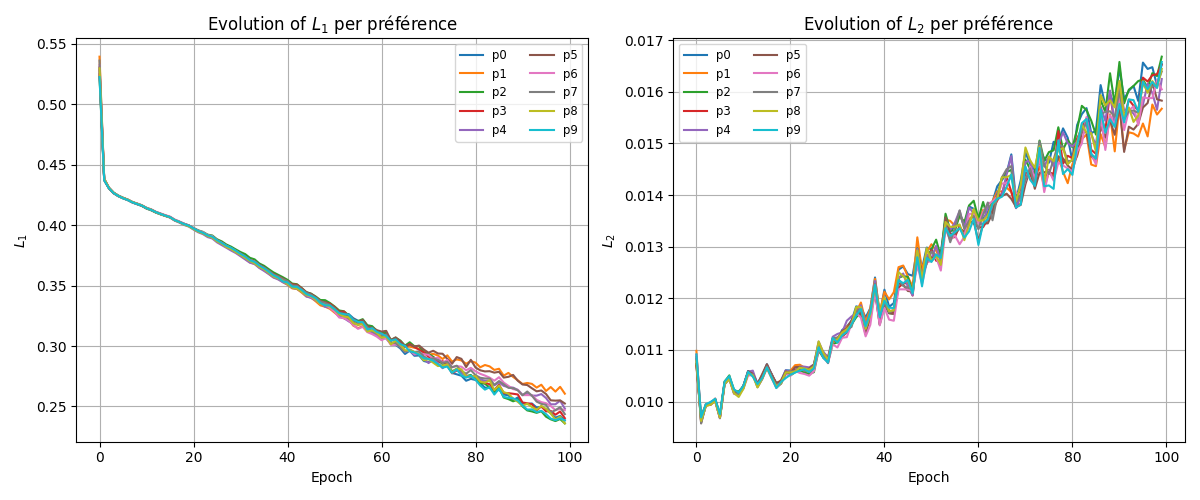 Evolution of L₁ per préférence
L₁
0.55
0.50
0.45
0.40
0.35
0.30
0.25
p0 p5
p1 p6
p2 p7
p3 p8
p4 p9
0 20 40 60 80 100
Epoch
Evolution of L₂ per préférence
L₂
0.017
0.016
0.015
0.014
0.013
0.012
0.011
0.010
p0 p5
p1 p6
p2 p7
p3 p8
p4 p9
0 20 40 60 80 100
Epoch